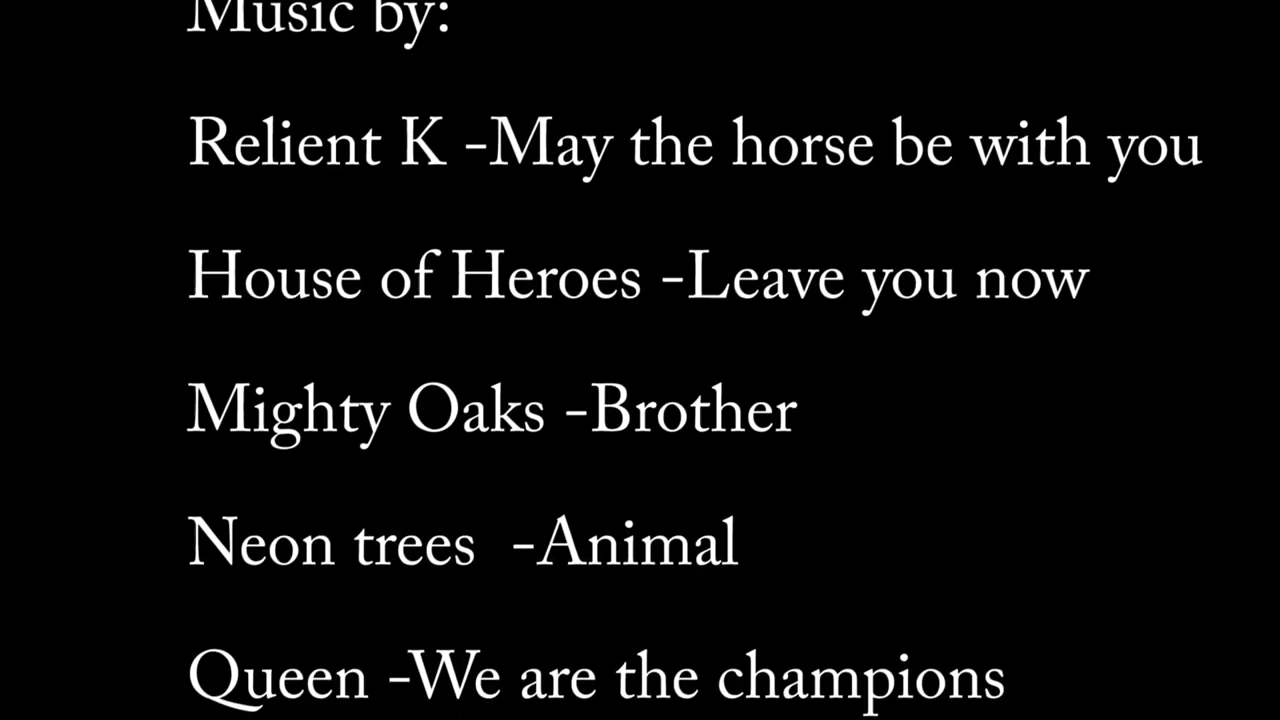 Music by:
Relient K -May the horse be with you
House of Heroes -Leave you now
Mighty Oaks -Brother
Neon trees  -Animal
Queen -We are the champions